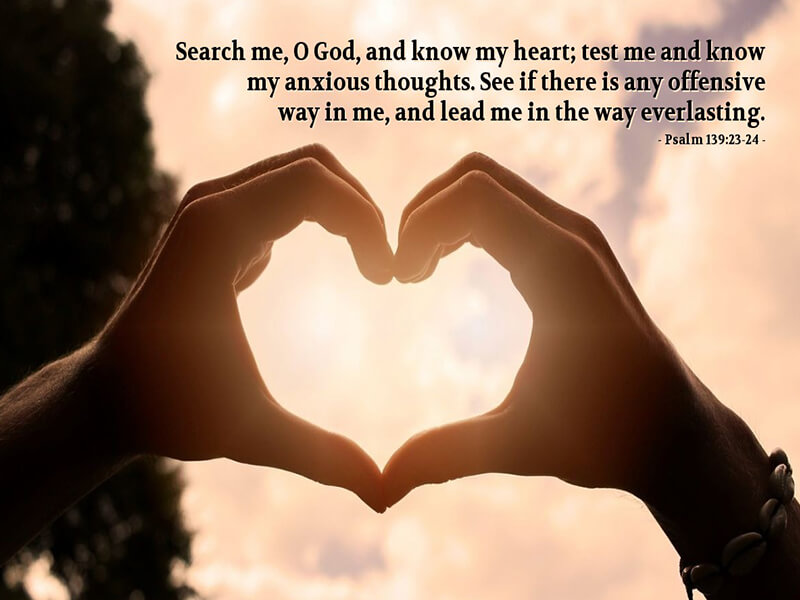 Search me, O God, and know my heart; test me and know
my anxious thoughts. See if there is any offensive
way in me, and lead me in the way everlasting.
- Psalm 139:23-24 -